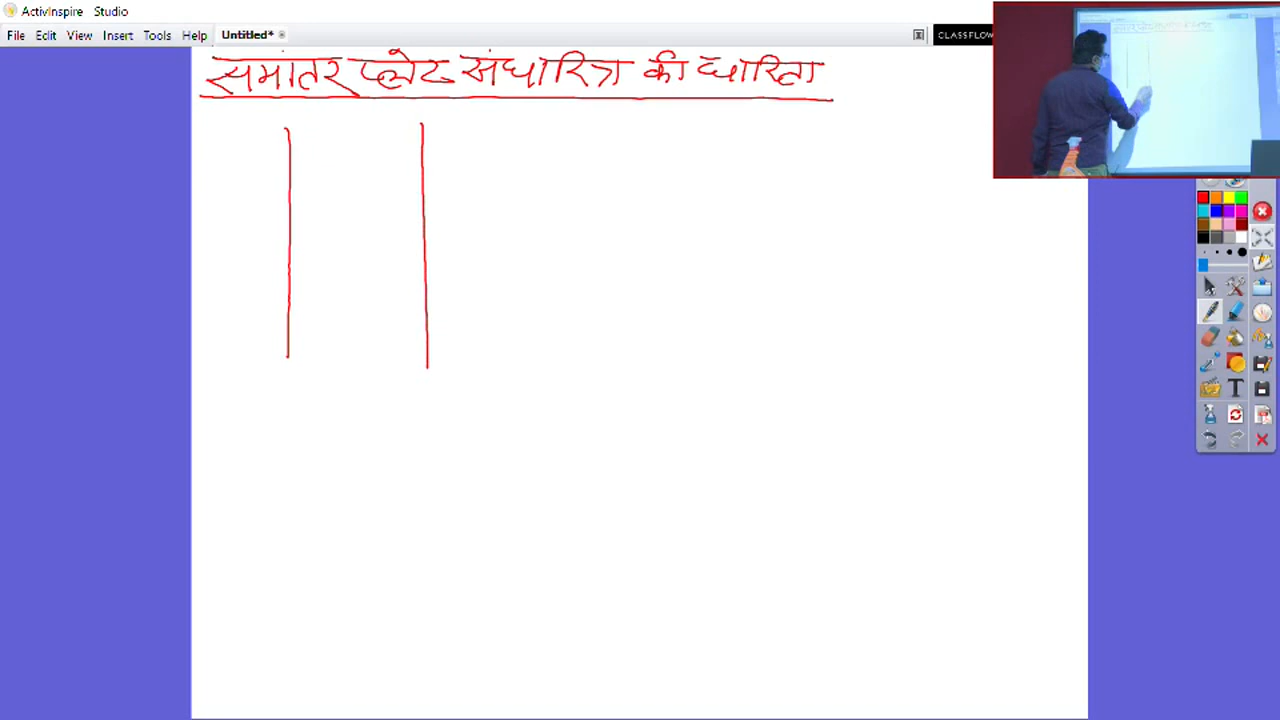 ActivInspire Studio
File Edit View Insert Tools Help Untitled*
CLASSFLOW
समांतर प्लेट संधारित्र की धारिता
T